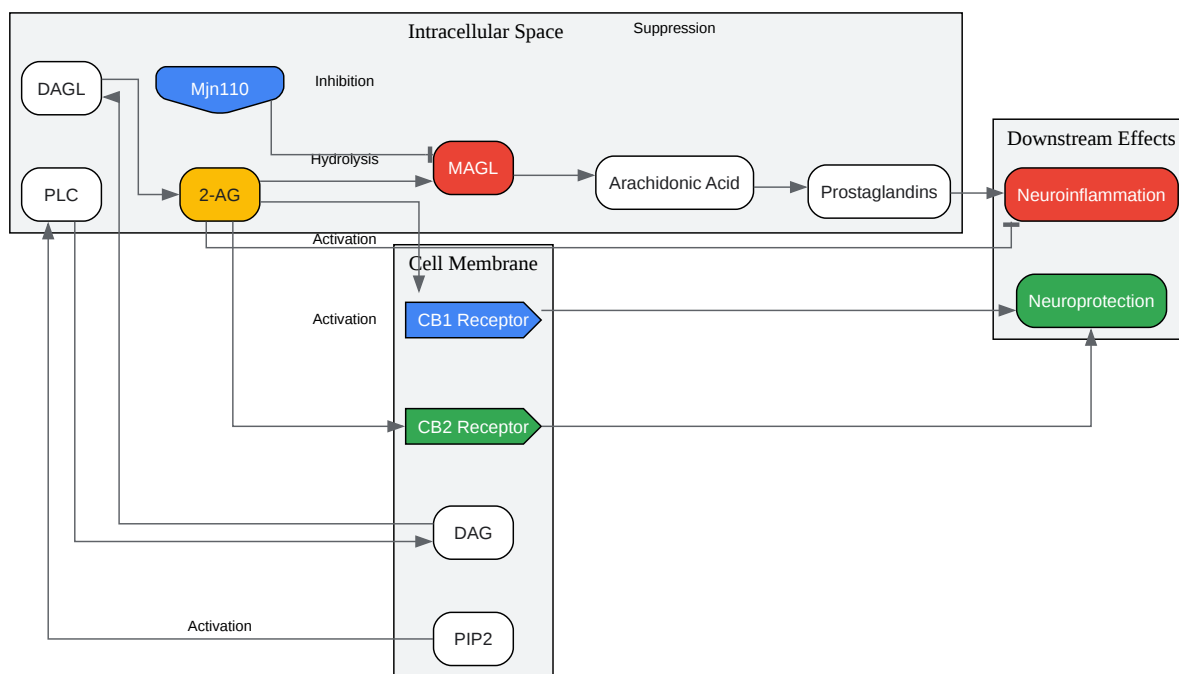 Intracellular Space
Suppression
DAGL
Mjn110
Inhibition
Hydrolysis
MAGL
PLC
2-AG
Arachidonic Acid
Prostaglandins
Downstream Effects
Neuroinflammation
Neuroprotection
Activation
Cell Membrane
Activation
CB1 Receptor
CB2 Receptor
DAG
Activation
PIP2